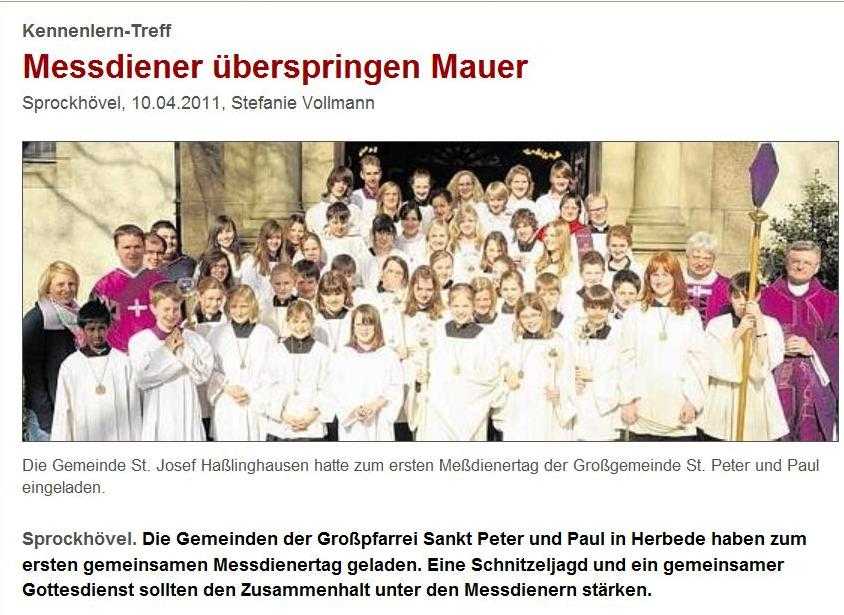 Kennenlern-Treff
Messdiener überspringen Mauer
Sprockhövel, 10.04.2011, Stefanie Vollmann
Die Gemeinde St. Josef Haßlinghausen hatte zum ersten Meßdienertag der Großgemeinde St. Peter und Paul
eingeladen.
Sprockhövel. Die Gemeinden der Großpfarrei Sankt Peter und Paul in Herbede haben zum
ersten gemeinsamen Messdienertag geladen. Eine Schnitzeljagd und ein gemeinsamer
Gottesdienst sollten den Zusammenhalt unter den Messdienern stärken.